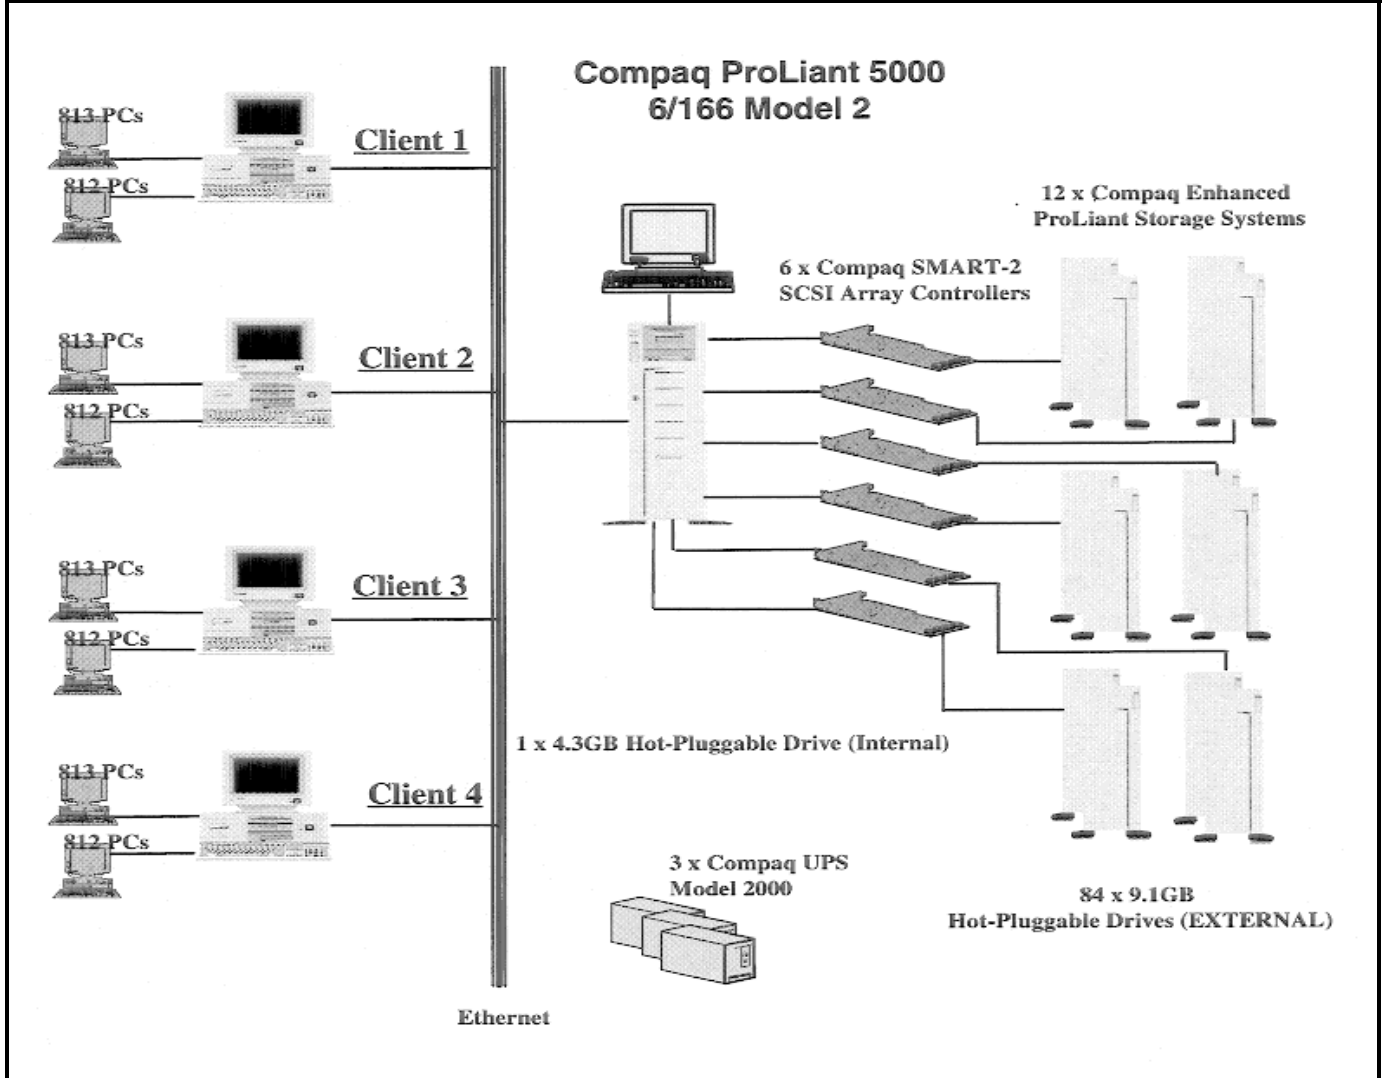 Compaq ProLiant 5000
6/166 Model 2
813 PCs
812 PCs
Client 1
813 PCs
812 PCs
Client 2
813 PCs
812 PCs
Client 3
813 PCs
812 PCs
Client 4
Ethernet
6 x Compaq SMART-2
SCSI Array Controllers
12 x Compaq Enhanced
ProLiant Storage Systems
1 x 4.3GB Hot-Pluggable Drive (Internal)
3 x Compaq UPS
Model 2000
84 x 9.1GB
Hot-Pluggable Drives (EXTERNAL)